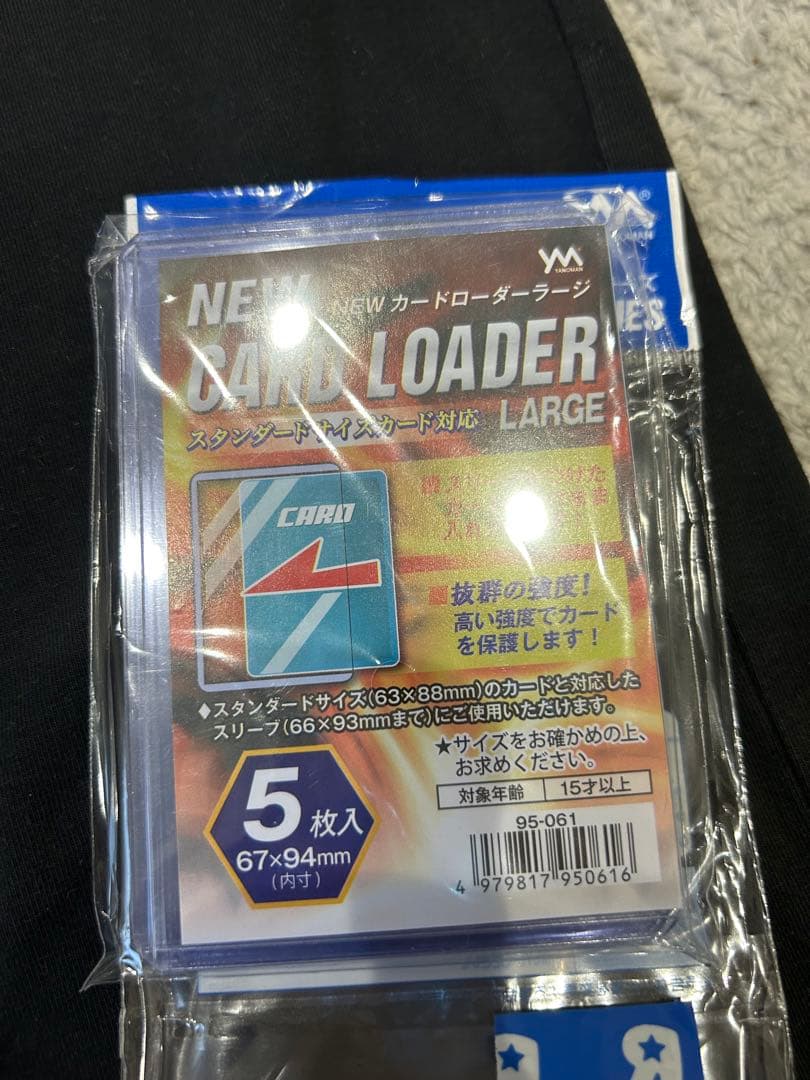 YM
YANOMAN
NEW
NEW カードローダーラージ
CARD LOADER
LARGE
スタンダードサイズカード対応
CARD
入れ
抜群の強度!
高い強度でカード
を保護します!
♦スタンダードサイズ(63×88mm)のカードと対応した
スリーブ(66×93mmまで)にご使用いただけます。
★サイズをお確かめの上、
お求めください。
対象年齢 15才以上
5枚入
67×94mm
(内寸)
95-061
4 979817 950616